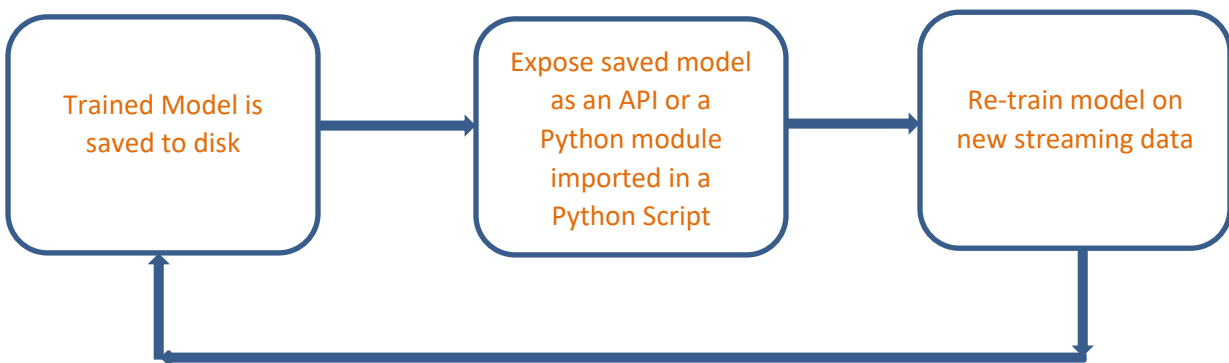 Trained Model is
saved to disk
Expose saved model
as an API or a
Python module
imported in a
Python Script
Re-train model on
new streaming data